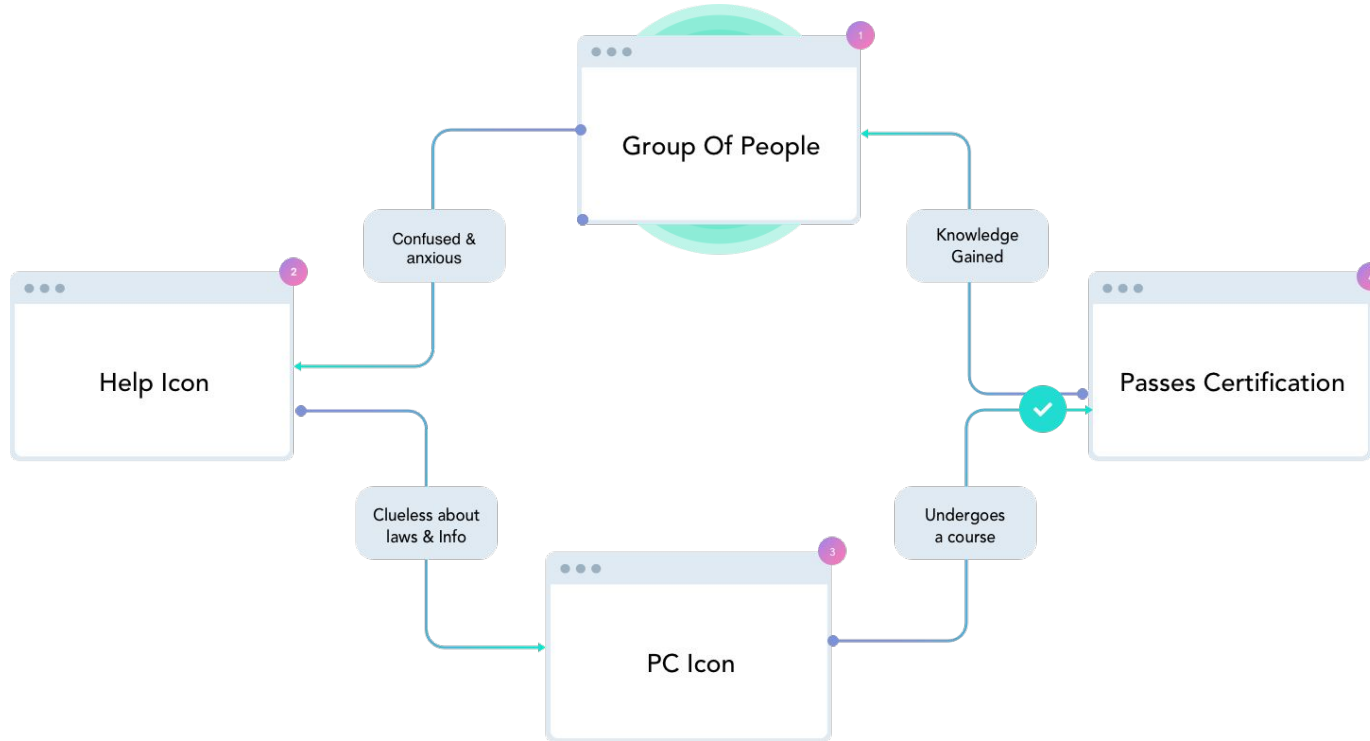 1
Group Of People
Confused &
anxious
Knowledge
Gained
2
Help Icon
Passes Certification
Clueless about
laws & Info
Undergoes
a course
3
PC Icon